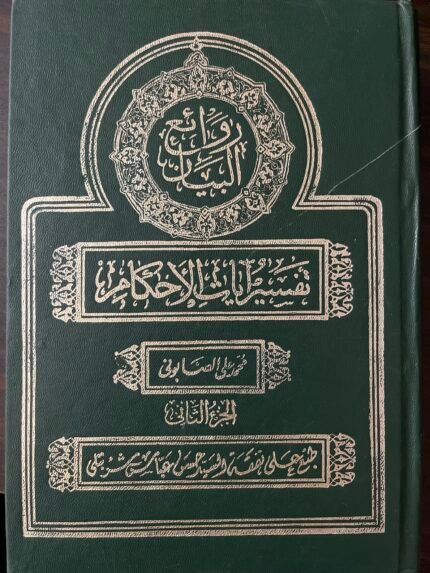 روائع
البيان
تفسير آيات الأحكام
محمد علي الصابوني
الجزء الثاني
طبع على نفقة السيد حسن عباس شربتلي